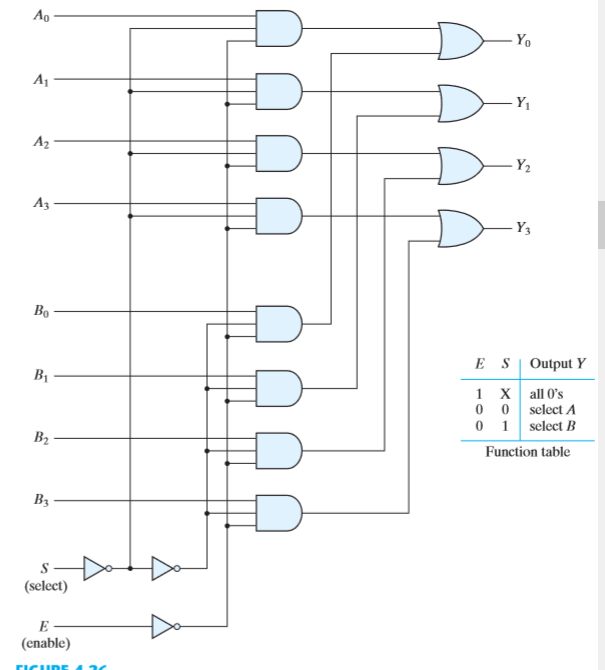 A0
A1
Y0
Y1
A2
Y2
A3
Y3
B0
B1
E S Output Y
1 X all 0's
0 0 select A
0 1 select B
Function table
B2
B3
S
(select)
E
(enable)